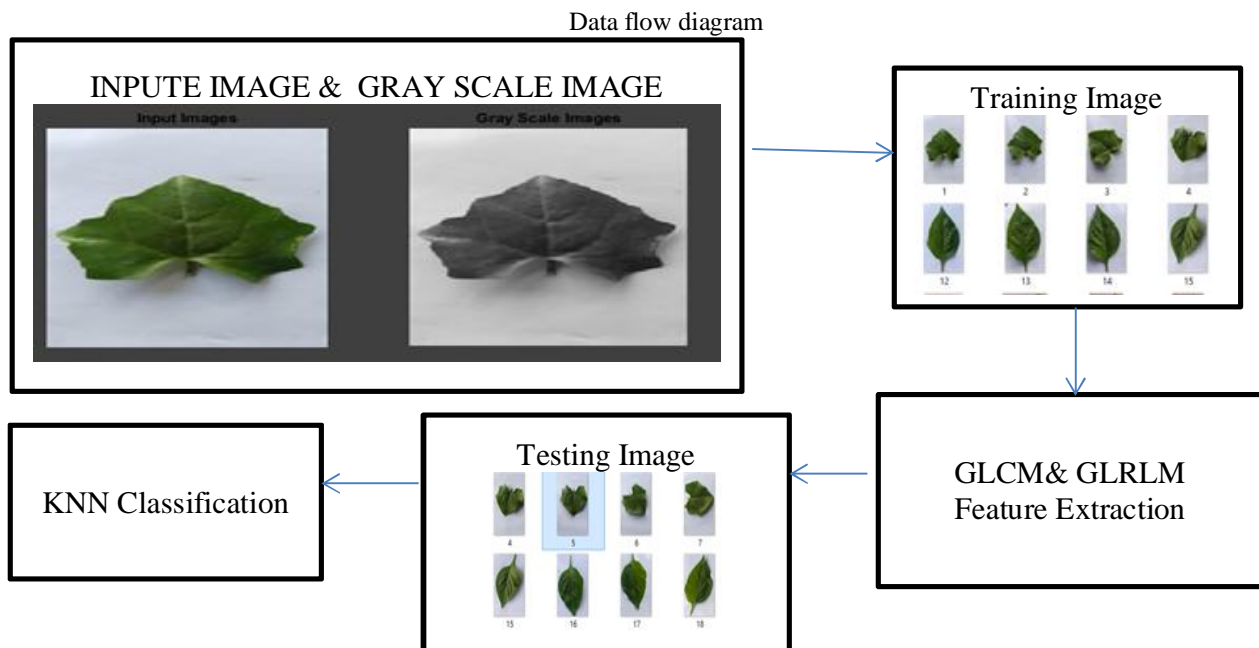 Data flow diagram
INPUTE IMAGE & GRAY SCALE IMAGE
Input Images
Gray Scale Images
Training Image
1 2 3 4
12 13 14 15
GLCM& GLRLM
Feature Extraction
Testing Image
4 5 6 7
15 16 17 18
KNN Classification